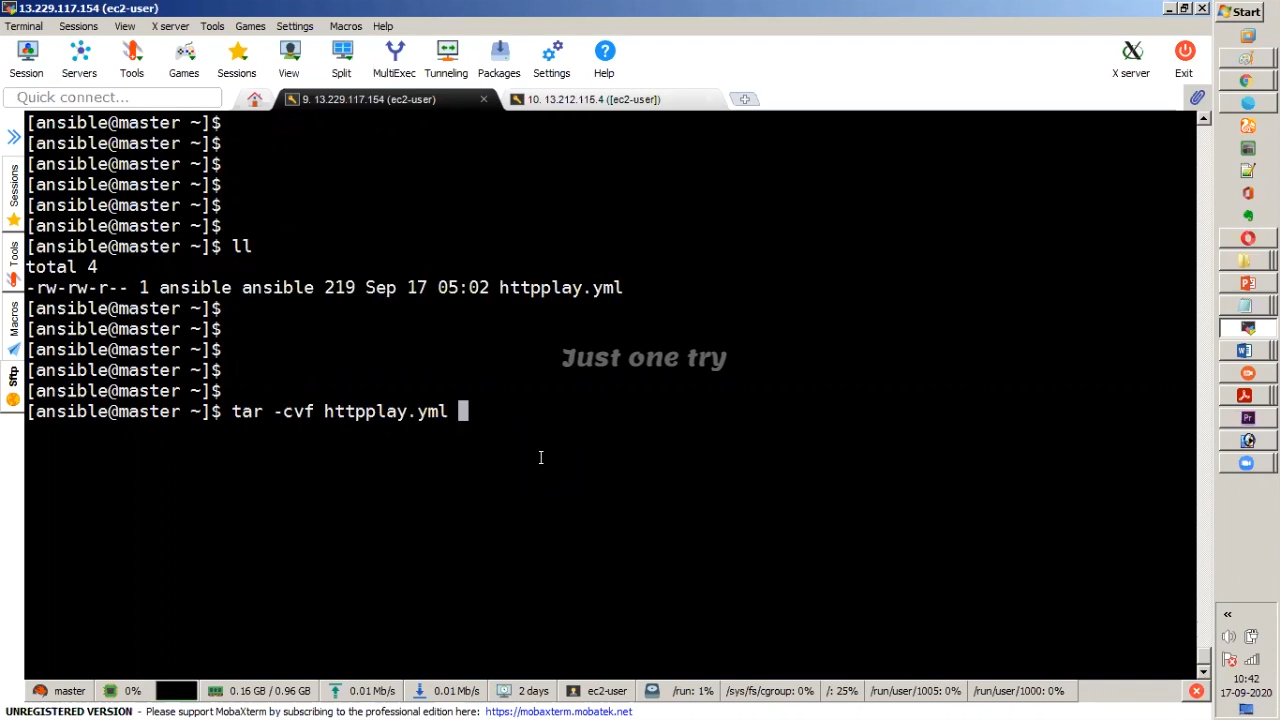 13.229.117.154 (ec2-user)
Start
Terminal Sessions View X server Tools Games Settings Macros Help
Session Servers Tools Games Sessions View Split MultiExec Tunneling Packages Settings Help X server Exit
Quick connect...
9. 13.229.117.154 (ec2-user)
10. 13.212.115.4 ([ec2-user])
Sessions
Tools
Macros
Sftp
[ansible@master ~]$
[ansible@master ~]$
[ansible@master ~]$
[ansible@master ~]$
[ansible@master ~]$
[ansible@master ~]$
[ansible@master ~]$ ll
total 4
-rw-rw-r-- 1 ansible ansible 219 Sep 17 05:02 httpplay.yml
[ansible@master ~]$
[ansible@master ~]$
[ansible@master ~]$
[ansible@master ~]$
[ansible@master ~]$
[ansible@master ~]$ tar -cvf httpplay.yml
Just one try
master 0% 0.16 GB / 0.96 GB 0.01 Mb/s 0.01 Mb/s 2 days ec2-user /run: 1% /sys/fs/cgroup: 0% /: 25% /run/user/1005: 0% /run/user/1000: 0%
UNREGISTERED VERSION - Please support MobaXterm by subscribing to the professional edition here: https://mobaxterm.mobatek.net
«
10:42
17-09-2020